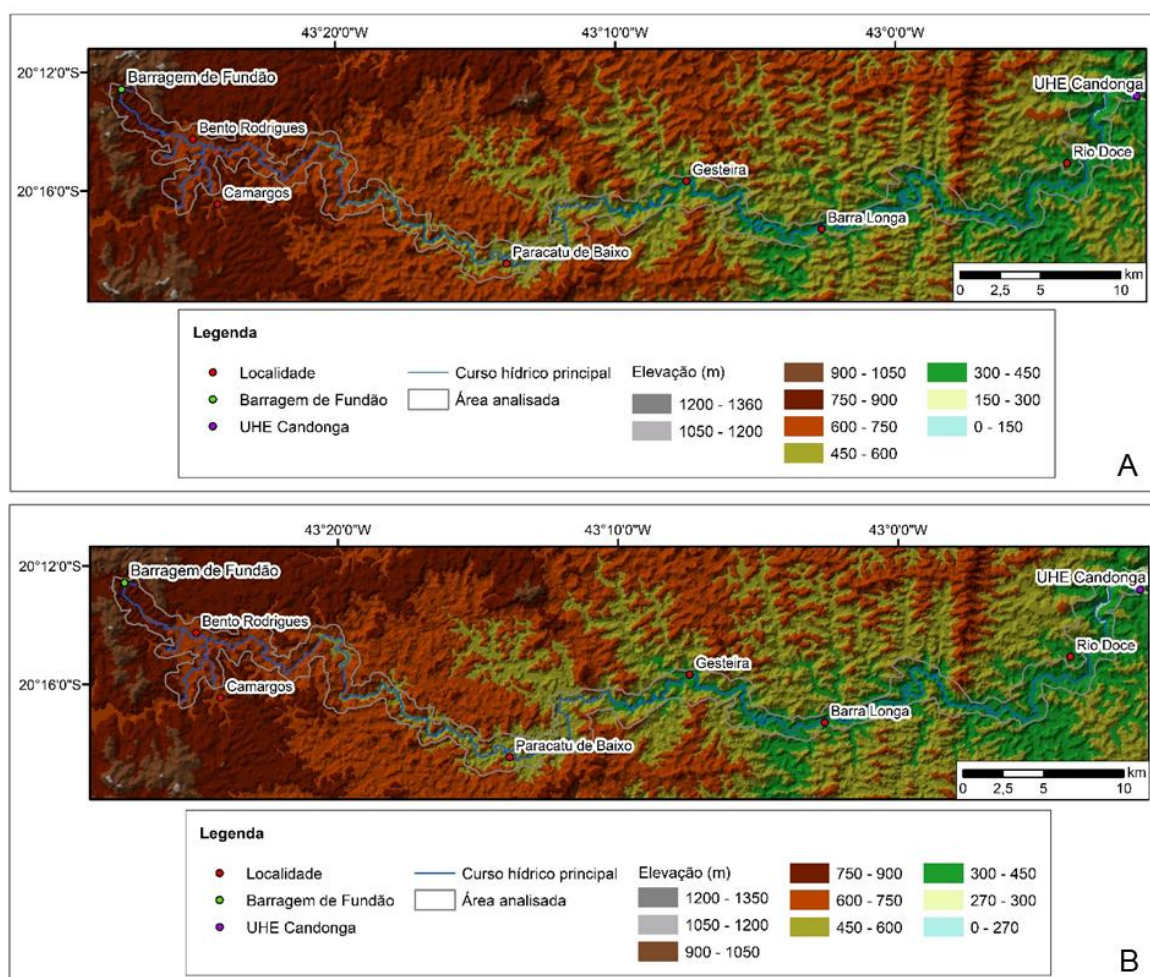 43°20'0"W 43°10'0"W 43°0'0"W
20°12'0"S
Barragem de Fundão
UHE Candonga
Bento Rodrigues
Rio Doce
20°16'0"S
Gesteira
Camargos
Barra Longa
Paracatu de Baixo
km
0 2,5 5 10
Legenda
Localidade
Barragem de Fundão
UHE Candonga
Curso hídrico principal
Área analisada
Elevação (m)
1200 - 1360
1050 - 1200
900 - 1050
750 - 900
600 - 750
450 - 600
300 - 450
150 - 300
0 - 150
A
43°20'0"W 43°10'0"W 43°0'0"W
20°12'0"S
Barragem de Fundão
UHE Candonga
Bento Rodrigues
Rio Doce
20°16'0"S
Gesteira
Camargos
Barra Longa
Paracatu de Baixo
km
0 2,5 5 10
Legenda
Localidade
Barragem de Fundão
UHE Candonga
Curso hídrico principal
Área analisada
Elevação (m)
1200 - 1350
1050 - 1200
900 - 1050
750 - 900
600 - 750
450 - 600
300 - 450
270 - 300
0 - 270
B